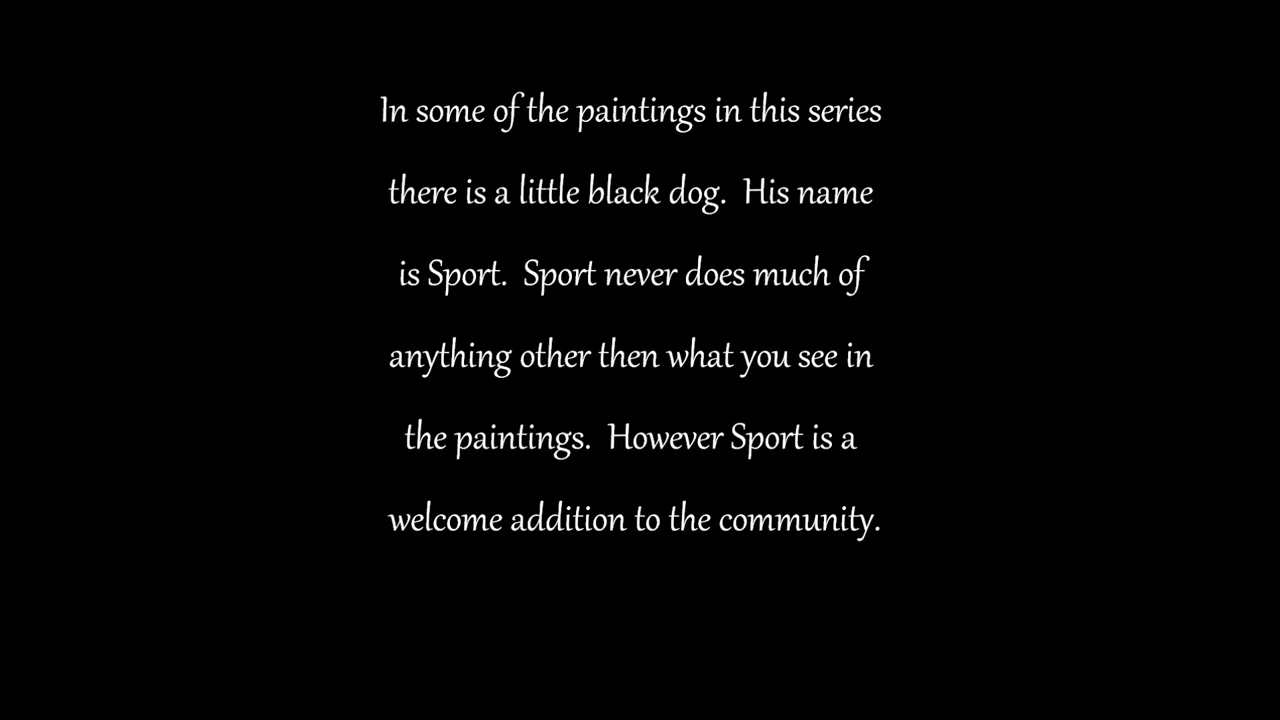 In some of the paintings in this series
there is a little black dog.  His name
is Sport.  Sport never does much of
anything other then what you see in
the paintings.  However Sport is a
welcome addition to the community.